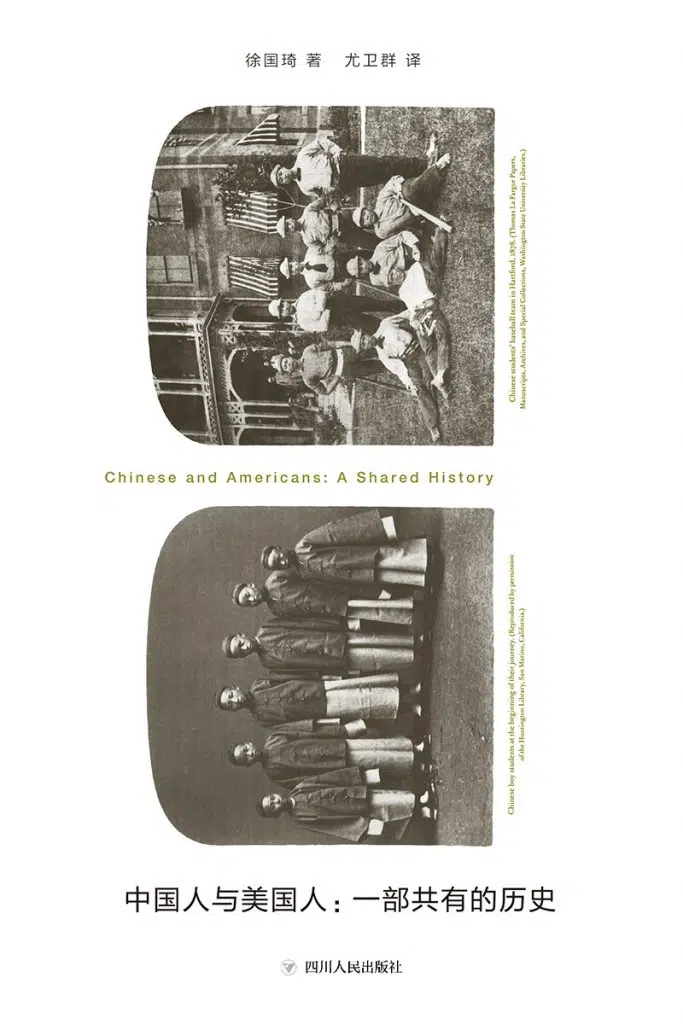 徐国琦 著 尤卫群 译
Chinese students' baseball team in Hartford, 1878. (Thomas La Fargue Papers,
Manuscripts, Archives, and Special Collections, Washington State University Libraries.)
Chinese and Americans: A Shared History
Chinese boy students at the beginning of their journey. (Reproduced by permission
of the Huntington Library, San Marino, California.)
中国人与美国人：一部共有的历史
四川人民出版社